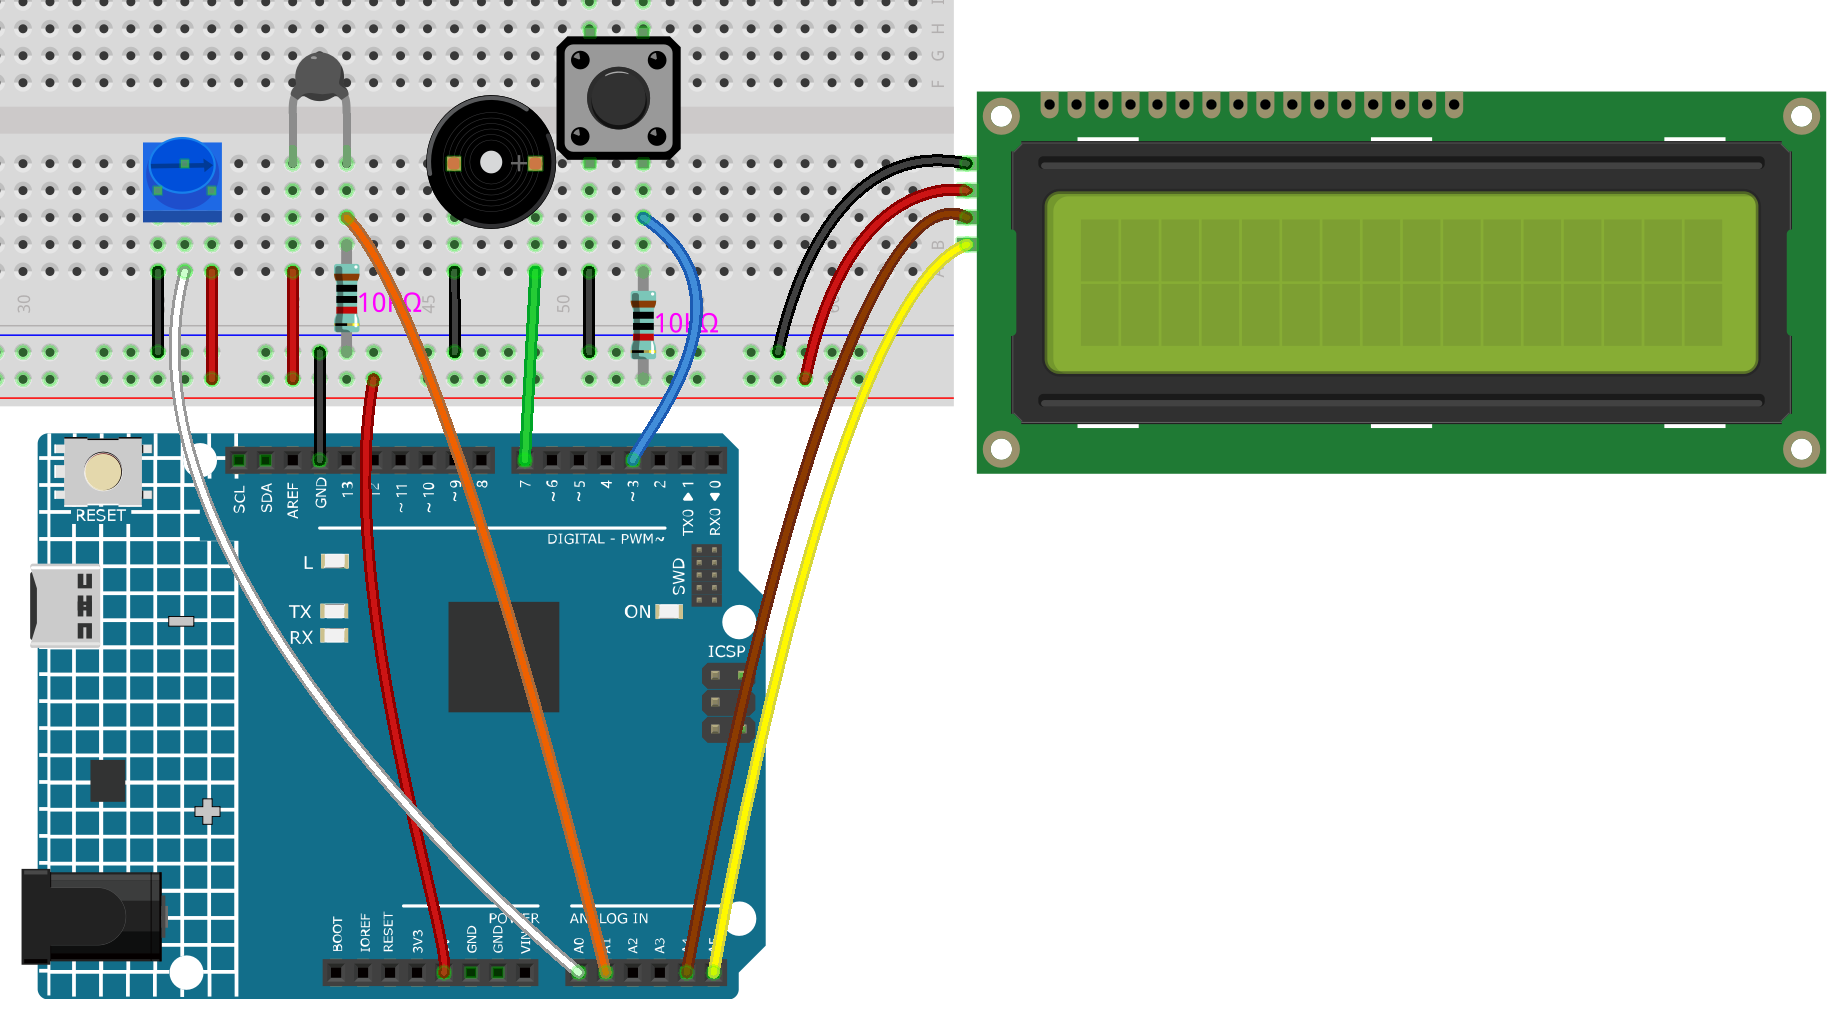 I
H
G
F
B
A
30
45
50
60
10kΩ
10kΩ
RESET
SCL
SDA
AREF
GND
13
12
~11
~10
~9
8
7
~6
~5
4
~3
2
TX0 ▶ 1
RX0 ◀ 0
DIGITAL - PWM~
L
TX
RX
ON
SWD
ICSP
POWER
ANALOG IN
BOOT
IOREF
RESET
3V3
GND
GND
VIN
A0
A1
A2
A3
A4
A5